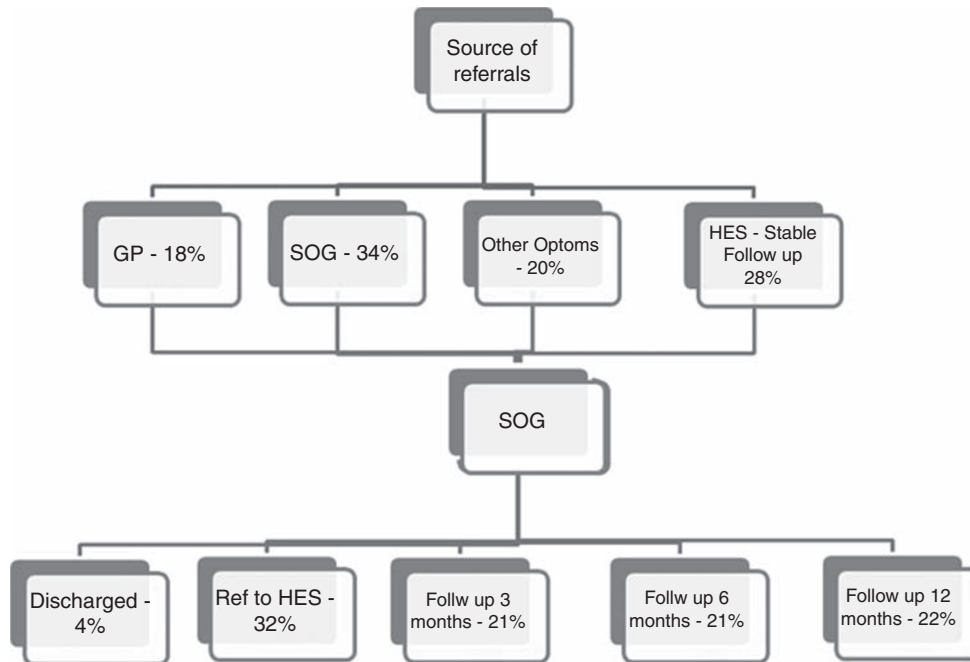 Source of
referrals
GP - 18%
SOG - 34%
Other Optoms
- 20%
HES - Stable
Follow up
28%
SOG
Discharged -
4%
Ref to HES -
32%
Follw up 3
months - 21%
Follw up 6
months - 21%
Follow up 12
months - 22%